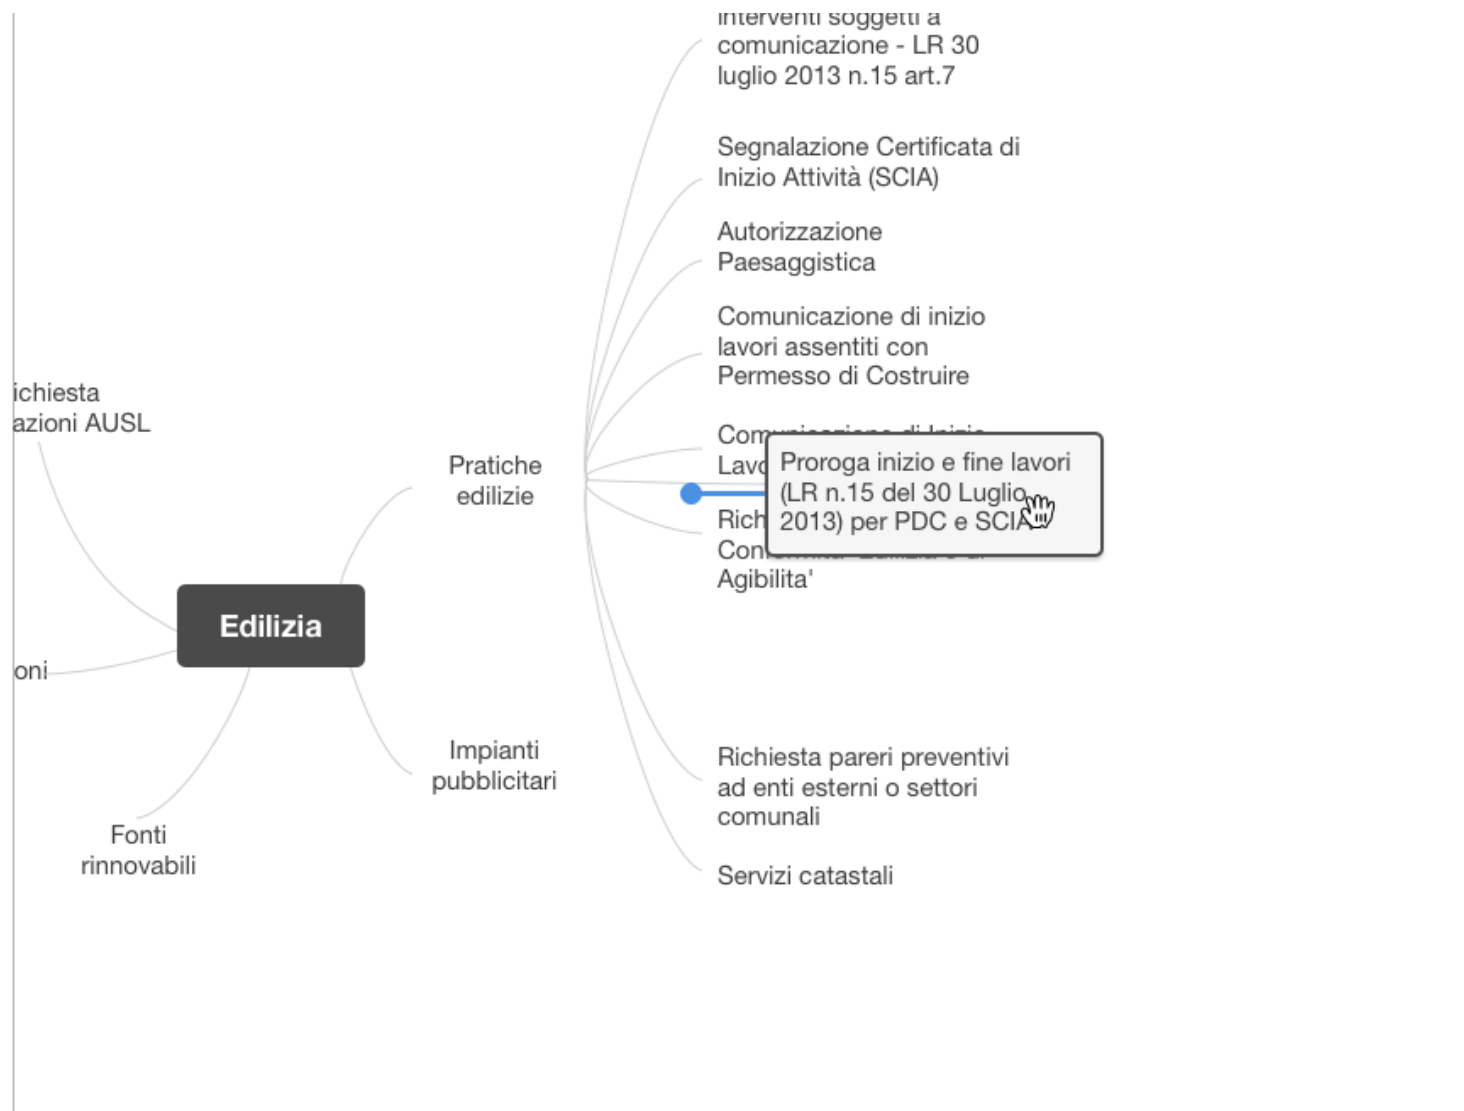 interventi soggetti a
comunicazione - LR 30
luglio 2013 n.15 art.7
Segnalazione Certificata di
Inizio Attività (SCIA)
Autorizzazione
Paesaggistica
Comunicazione di inizio
lavori assentiti con
Permesso di Costruire
Comunicazione di Inizio
Proroga inizio e fine lavori
(LR n.15 del 30 Luglio
2013) per PDC e SCIA
Agibilita'
Richiesta pareri preventivi
ad enti esterni o settori
comunali
Servizi catastali
Pratiche
edilizie
Edilizia
Impianti
pubblicitari
Fonti
rinnovabili
ichiesta
azioni AUSL
oni